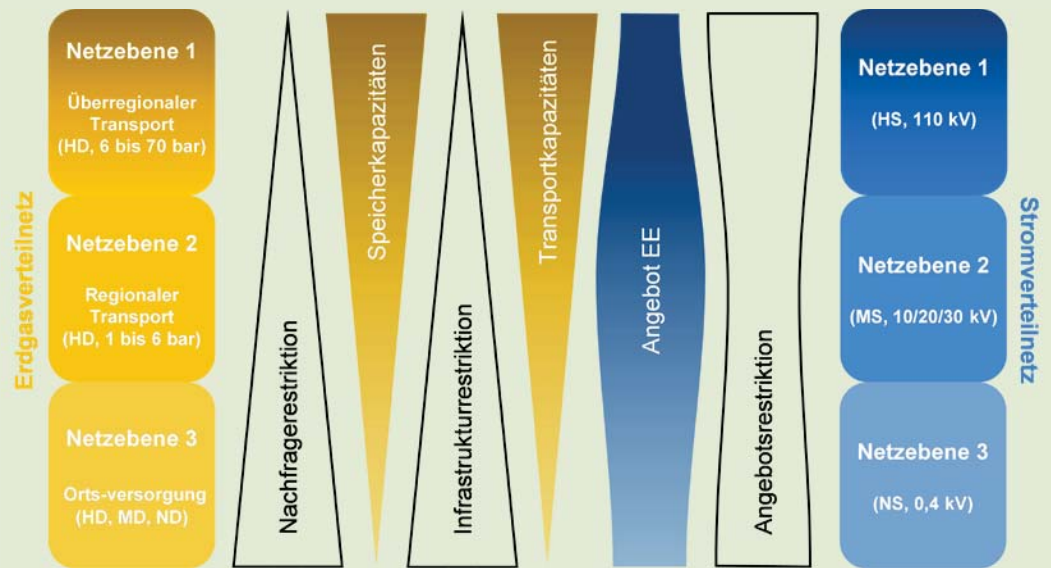 Erdgasverteilnetz
Netzebene 1
Überregionaler
Transport
(HD, 6 bis 70 bar)
Netzebene 2
Regionaler
Transport
(HD, 1 bis 6 bar)
Netzebene 3
Orts-versorgung
(HD, MD, ND)
Nachfragerestriktion
Speicherkapazitäten
Infrastrukturrestriktion
Transportkapazitäten
Angebot EE
Angebotsrestriktion
Netzebene 1
(HS, 110 kV)
Netzebene 2
(MS, 10/20/30 kV)
Netzebene 3
(NS, 0,4 kV)
Stromverteilnetz